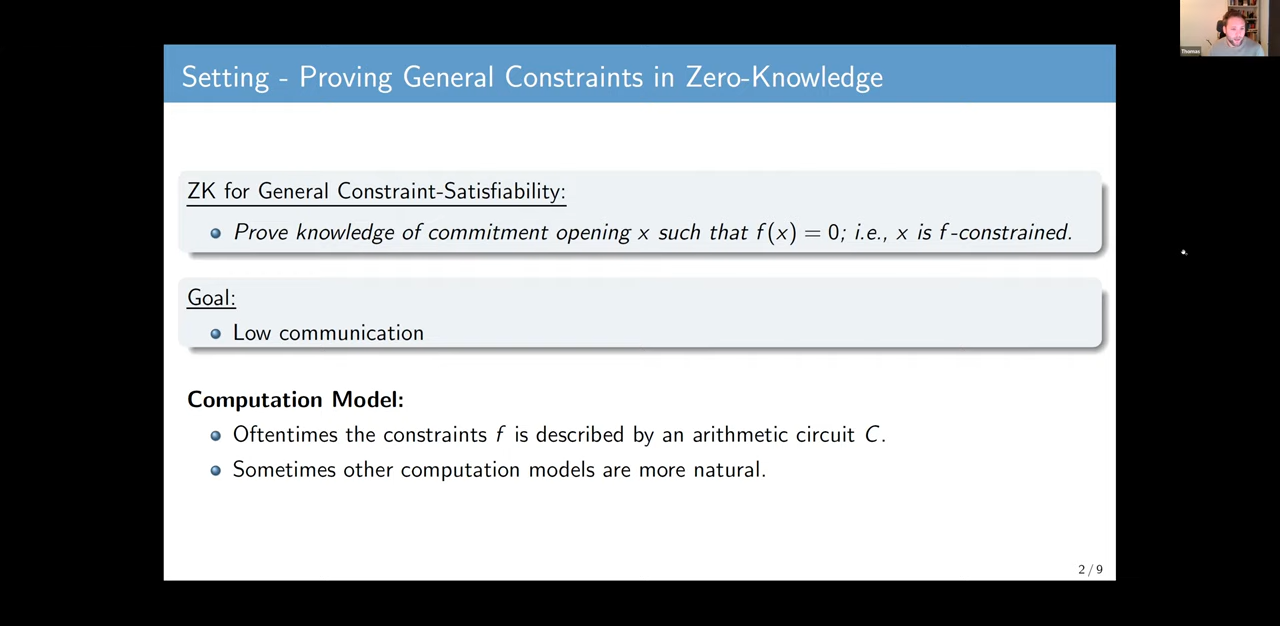 Thomas
Setting - Proving General Constraints in Zero-Knowledge
ZK for General Constraint-Satisfiability:
Prove knowledge of commitment opening x such that f(x) = 0; i.e., x is f-constrained.
Goal:
Low communication
Computation Model:
Oftentimes the constraints f is described by an arithmetic circuit C.
Sometimes other computation models are more natural.
2 / 9